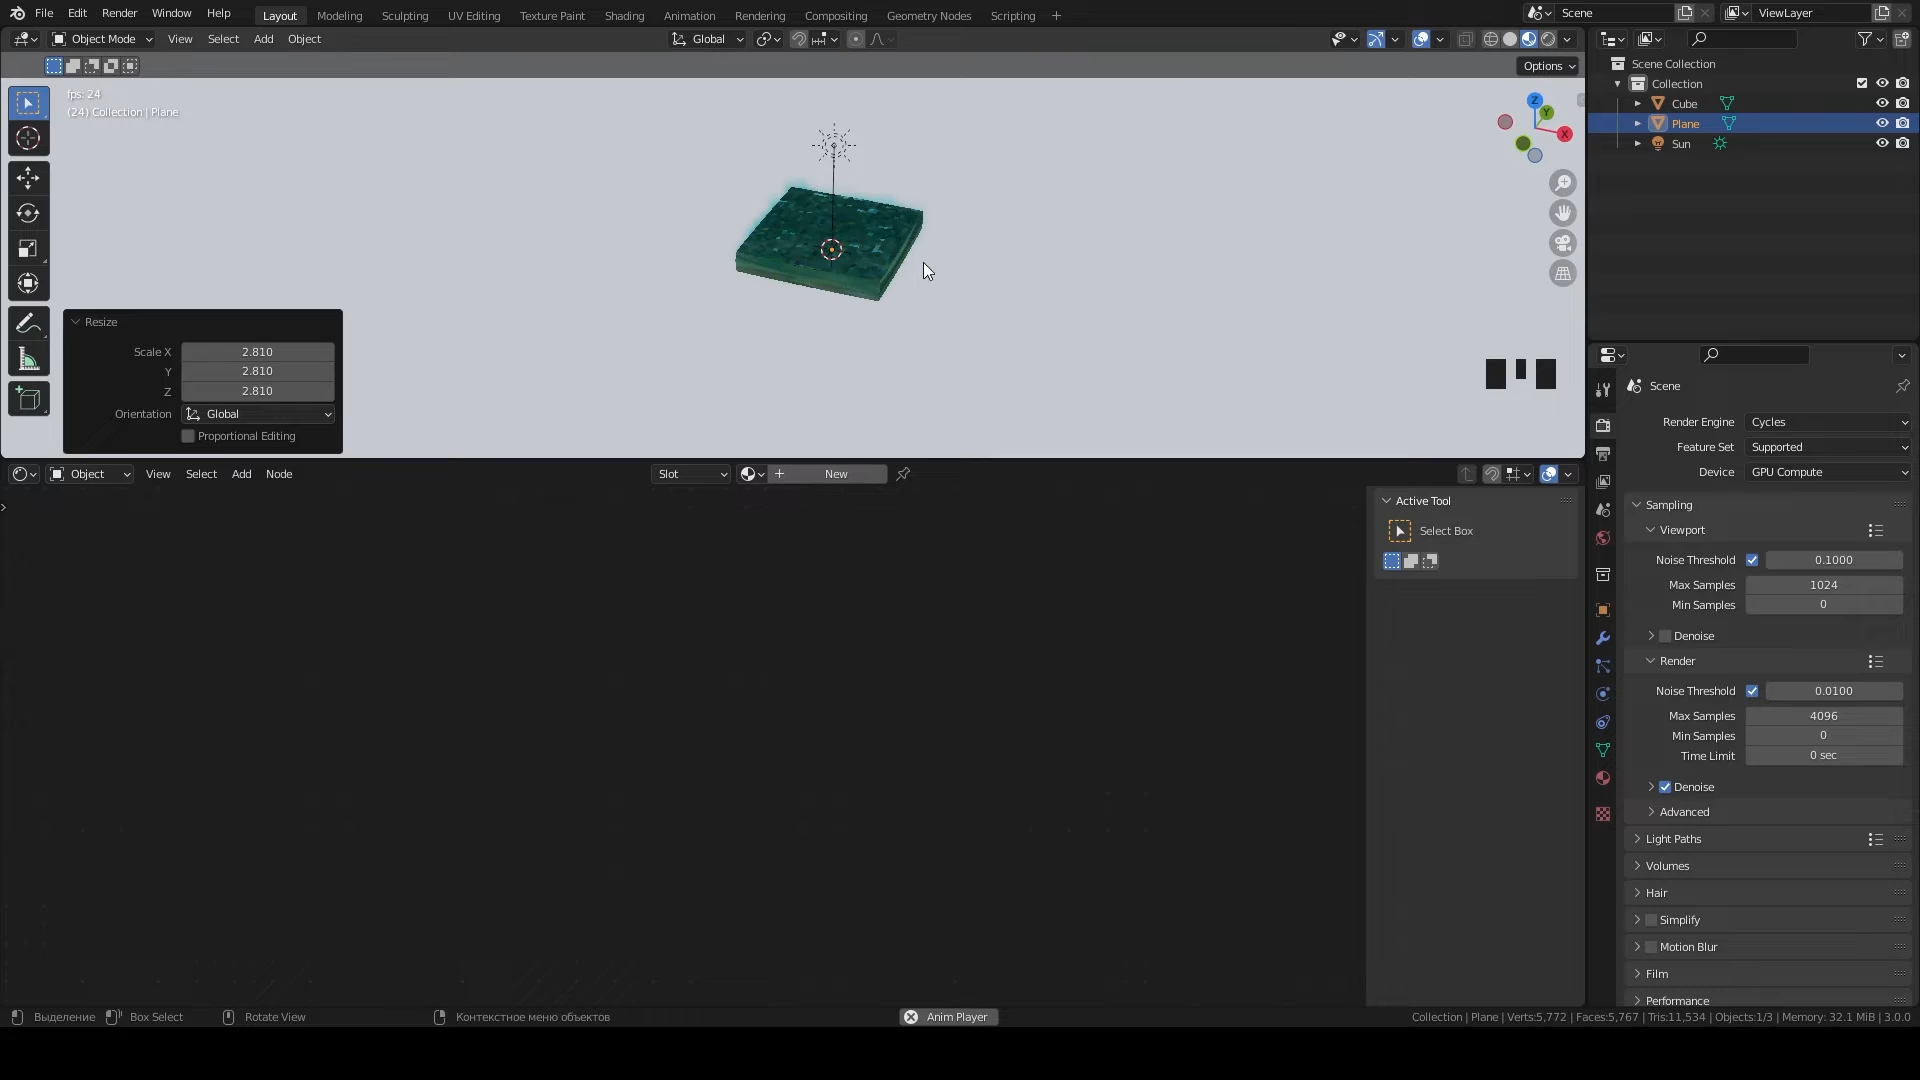 File Edit Render Window Help Layout Modeling Sculpting UV Editing Texture Paint Shading Animation Rendering Compositing Geometry Nodes Scripting Scene ViewLayer
Object Mode View Select Add Object Global
Options
fps: 24
(24) Collection | Plane
Z
Y
X
Resize
Scale X 2.810
Y 2.810
Z 2.810
Orientation Global
Proportional Editing
Object View Select Add Node Slot New
Active Tool
Select Box
Scene Collection
Collection
Cube
Plane
Sun
Scene
Render Engine Cycles
Feature Set Supported
Device GPU Compute
Sampling
Viewport
Noise Threshold 0.1000
Max Samples 1024
Min Samples 0
Denoise
Render
Noise Threshold 0.0100
Max Samples 4096
Min Samples 0
Time Limit 0 sec
Denoise
Advanced
Light Paths
Volumes
Hair
Simplify
Motion Blur
Film
Performance
Выделение Box Select Rotate View Контекстное меню объектов Anim Player Collection | Plane | Verts:5,772 | Faces:5,767 | Tris:11,534 | Objects:1/3 | Memory: 32.1 MiB | 3.0.0